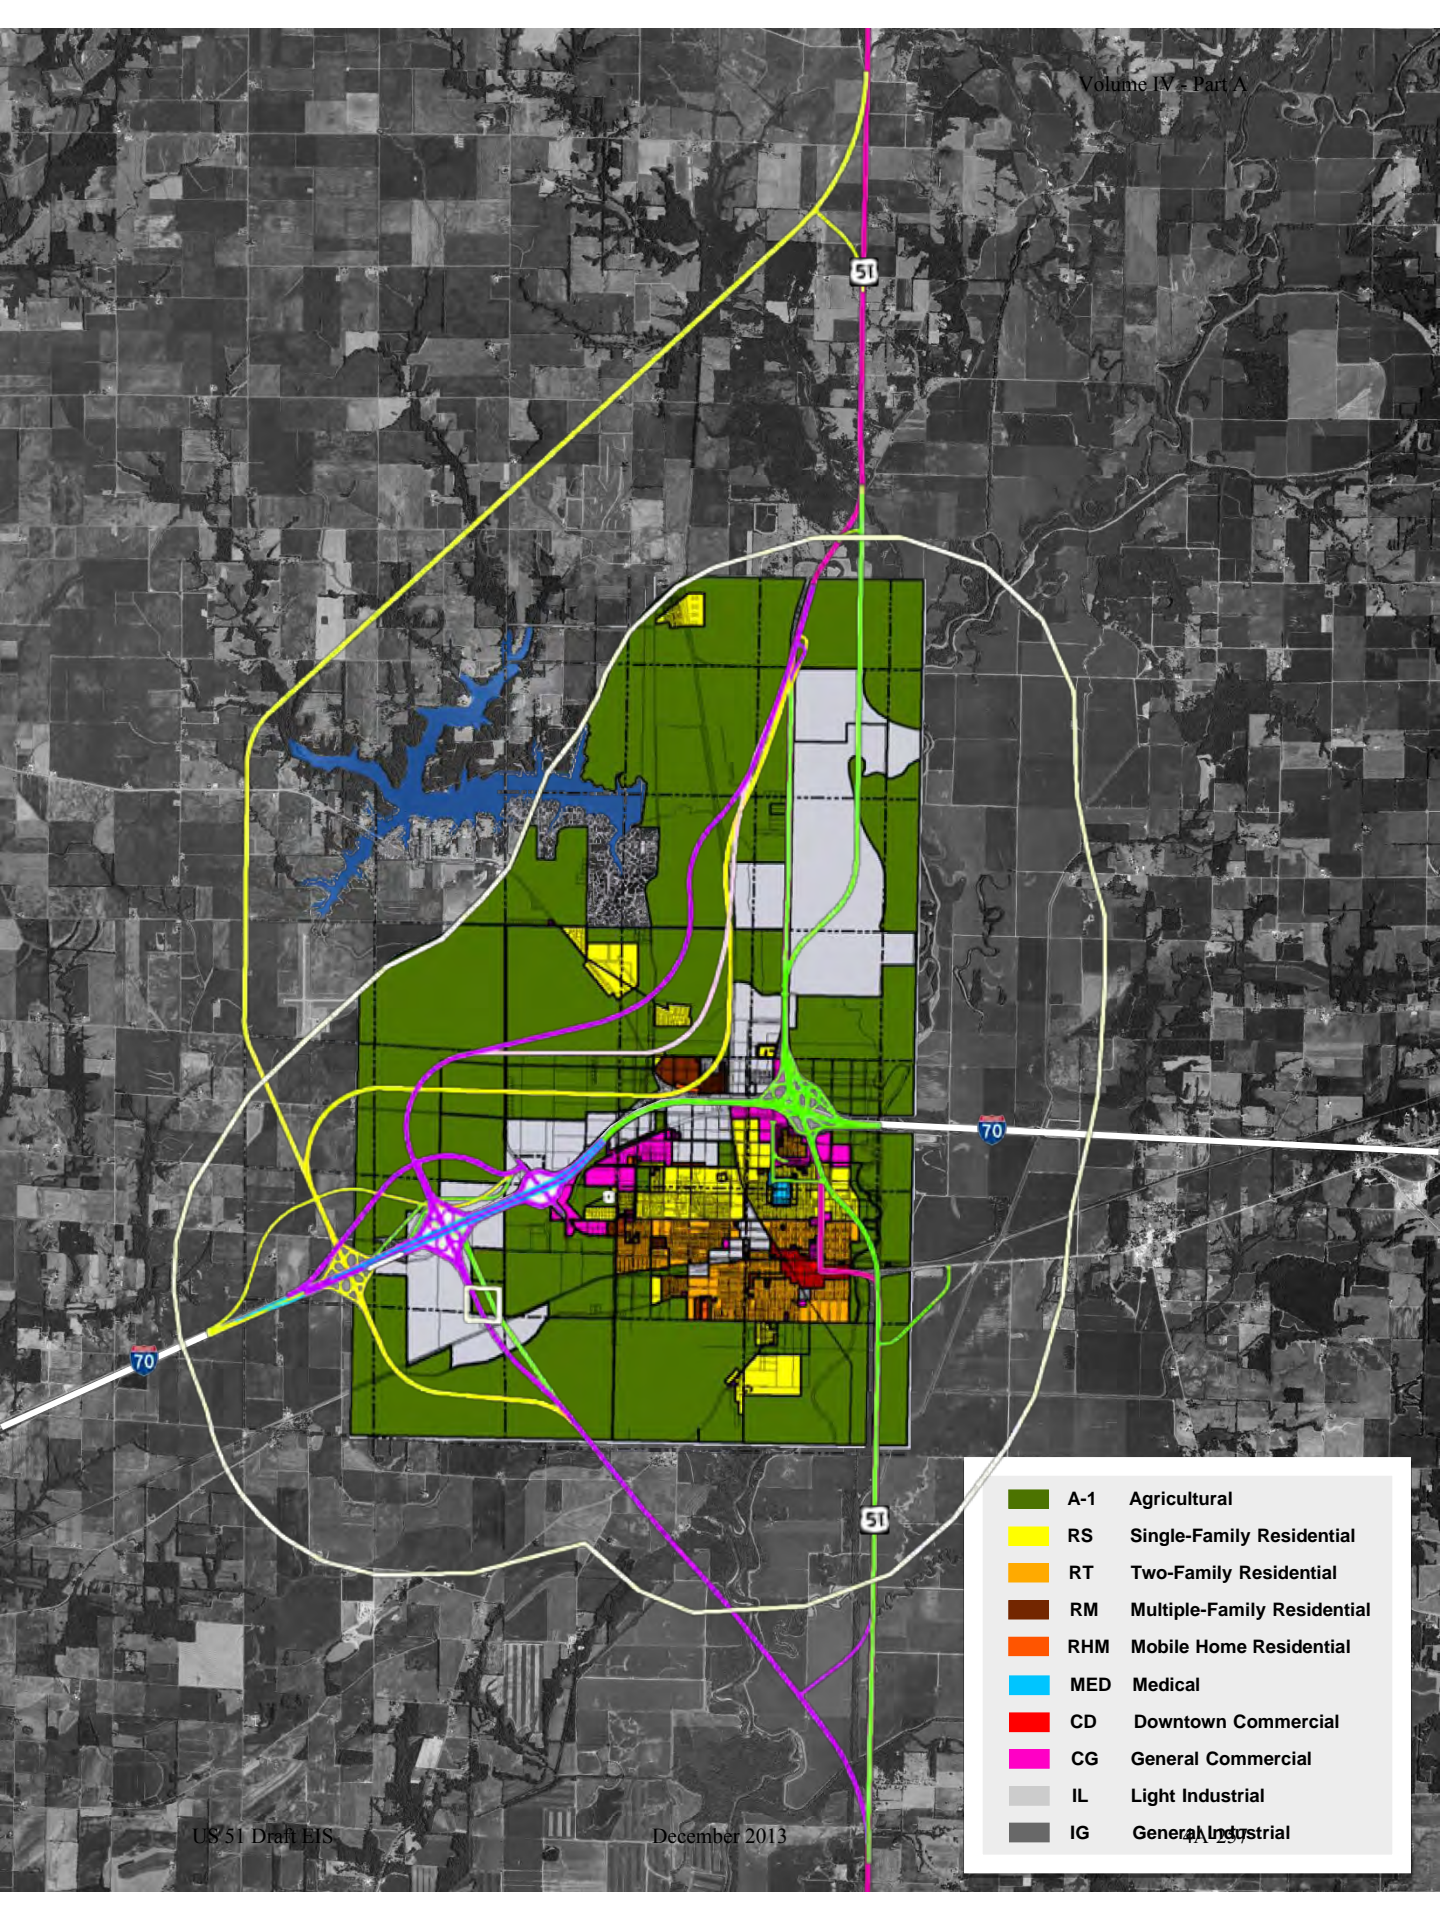 Volume IV - Part A
51
70
70
51
A-1 Agricultural
RS Single-Family Residential
RT Two-Family Residential
RM Multiple-Family Residential
RHM Mobile Home Residential
MED Medical
CD Downtown Commercial
CG General Commercial
IL Light Industrial
IG General Industrial
US 51 Draft EIS
December 2013
4A-257